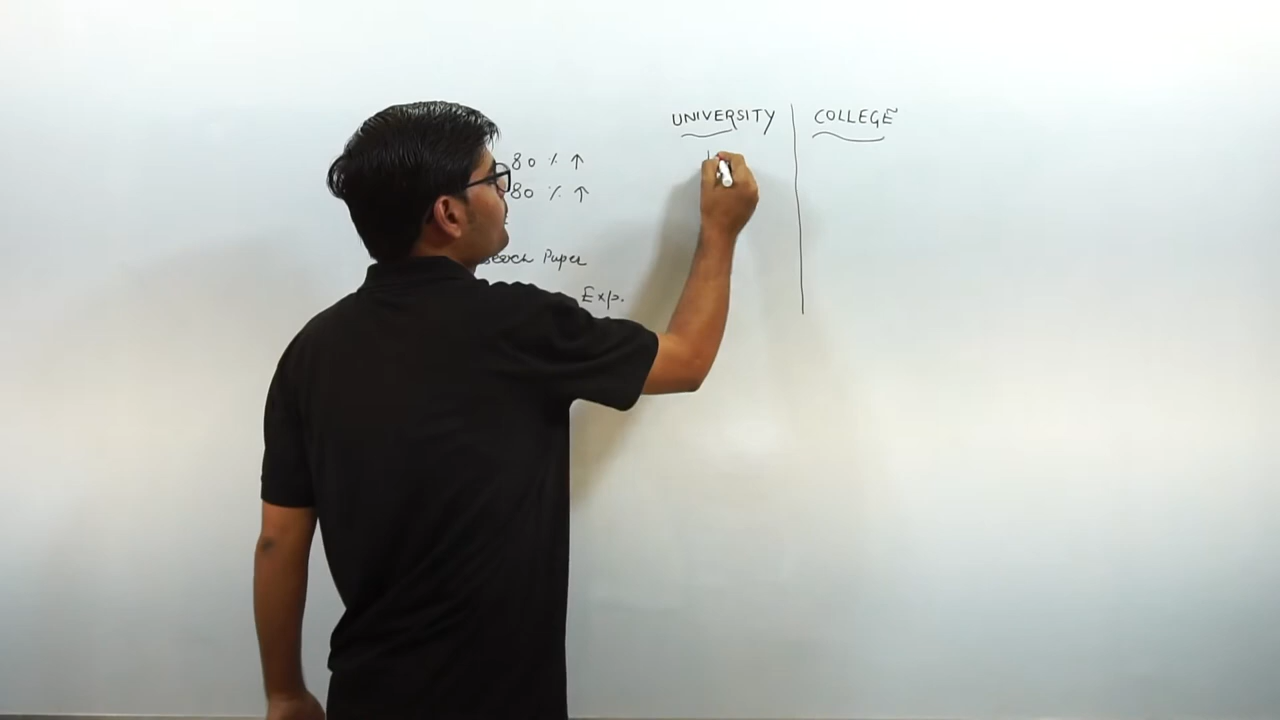 80 % ↑
80 % ↑
Paper
Exp.
UNIVERSITY
COLLEGE